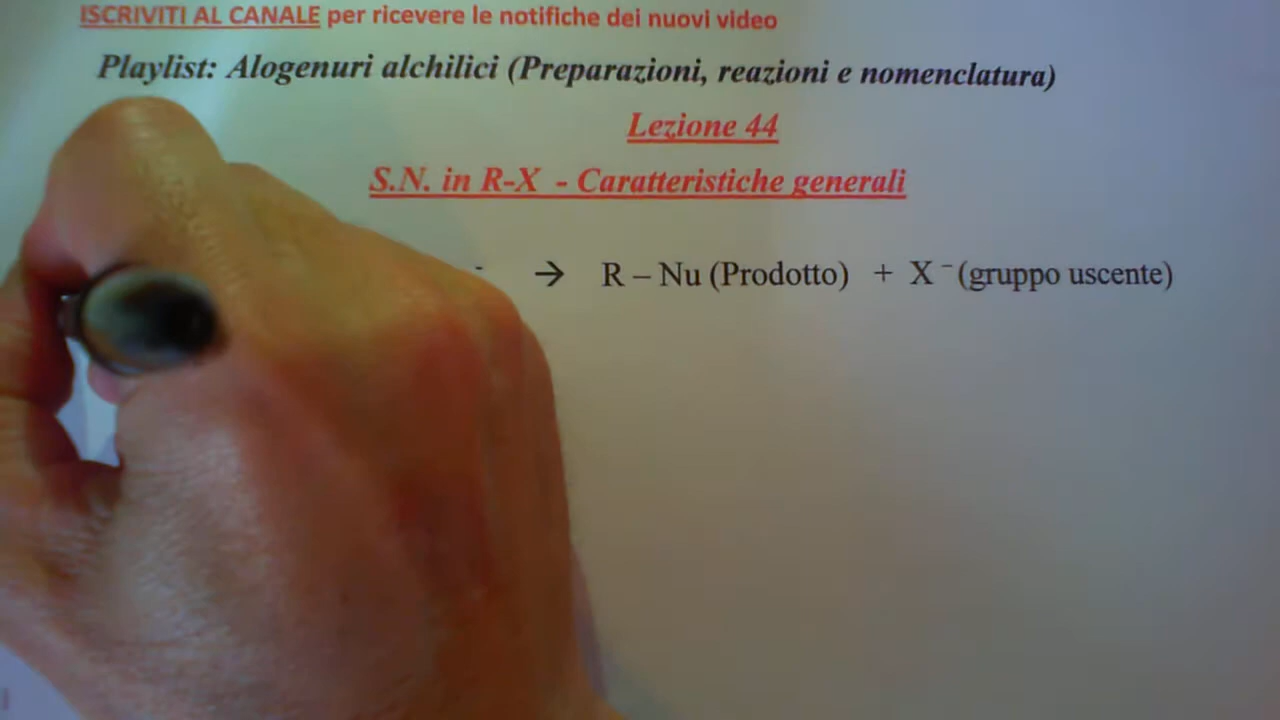 ISCRIVITI AL CANALE per ricevere le notifiche dei nuovi video
Playlist: Alogenuri alchilici (Preparazioni, reazioni e nomenclatura)
Lezione 44
S.N. in R-X - Caratteristiche generali
- → R – Nu (Prodotto) + X⁻ (gruppo uscente)